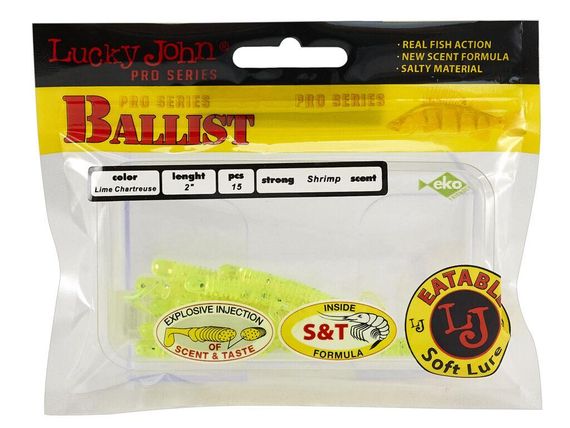 Lucky John®
PRO SERIES
• REAL FISH ACTION
• NEW SCENT FORMULA
• SALTY MATERIAL
PRO SERIES
PRO SERIES
BALLIST
color
Lime Chartreuse
lenght
2"
pcs
15
strong Shrimp scent
eko
EXPLOSIVE INJECTION
OF
SCENT & TASTE
INSIDE
S&T
FORMULA
EATABLE
LJ
LJ
Soft Lure